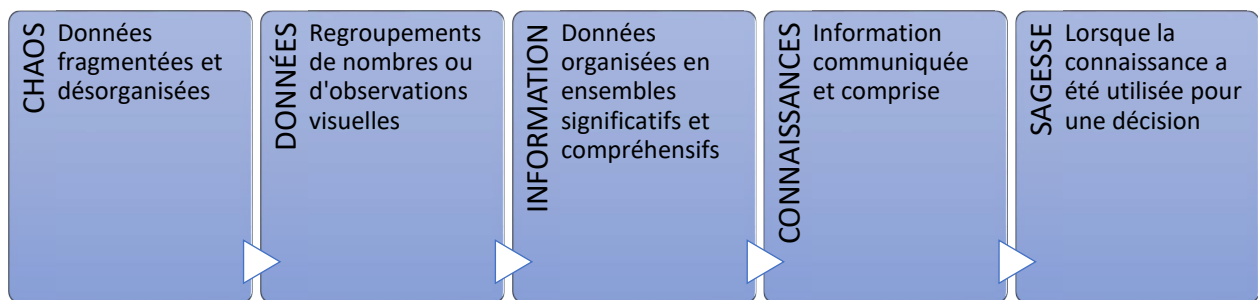 CHAOS
Données
fragmentées et
désorganisées
DONNÉES
Regroupements
de nombres ou
d'observations
visuelles
INFORMATION
Données
organisées en
ensembles
significatifs et
compréhensifs
CONNAISSANCES
Information
communiquée
et comprise
SAGESSE
Lorsque la
connaissance a
été utilisée pour
une décision